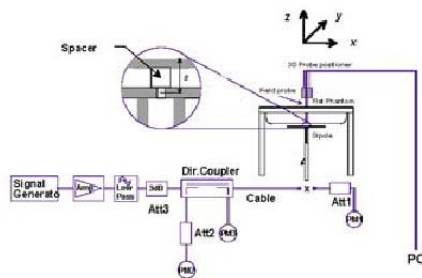 z
y
x
Spacer
s
3D Probe positioner
Field probe
Flat Phantom
Dipole
Signal
Generato
Amp
Low
Pass
3dB
Att3
Dir.Coupler
Cable
x
Att1
PM1
Att2
PM3
PM2
PC